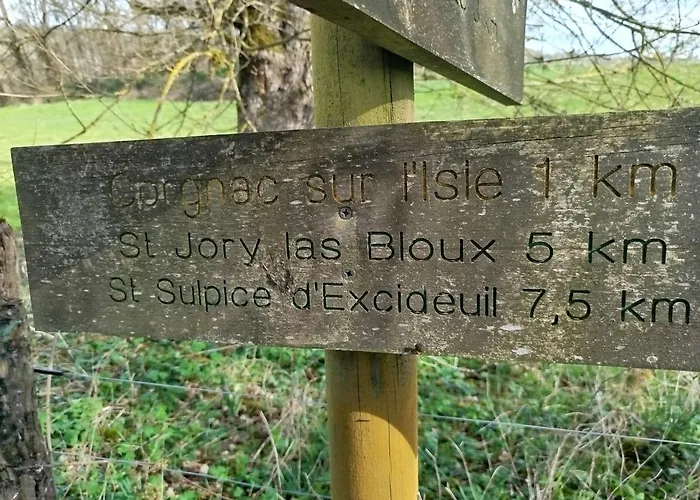 Corgnac sur l'Isle 1 km
St Jory las Bloux 5 km
St Sulpice d'Excideuil 7,5 km